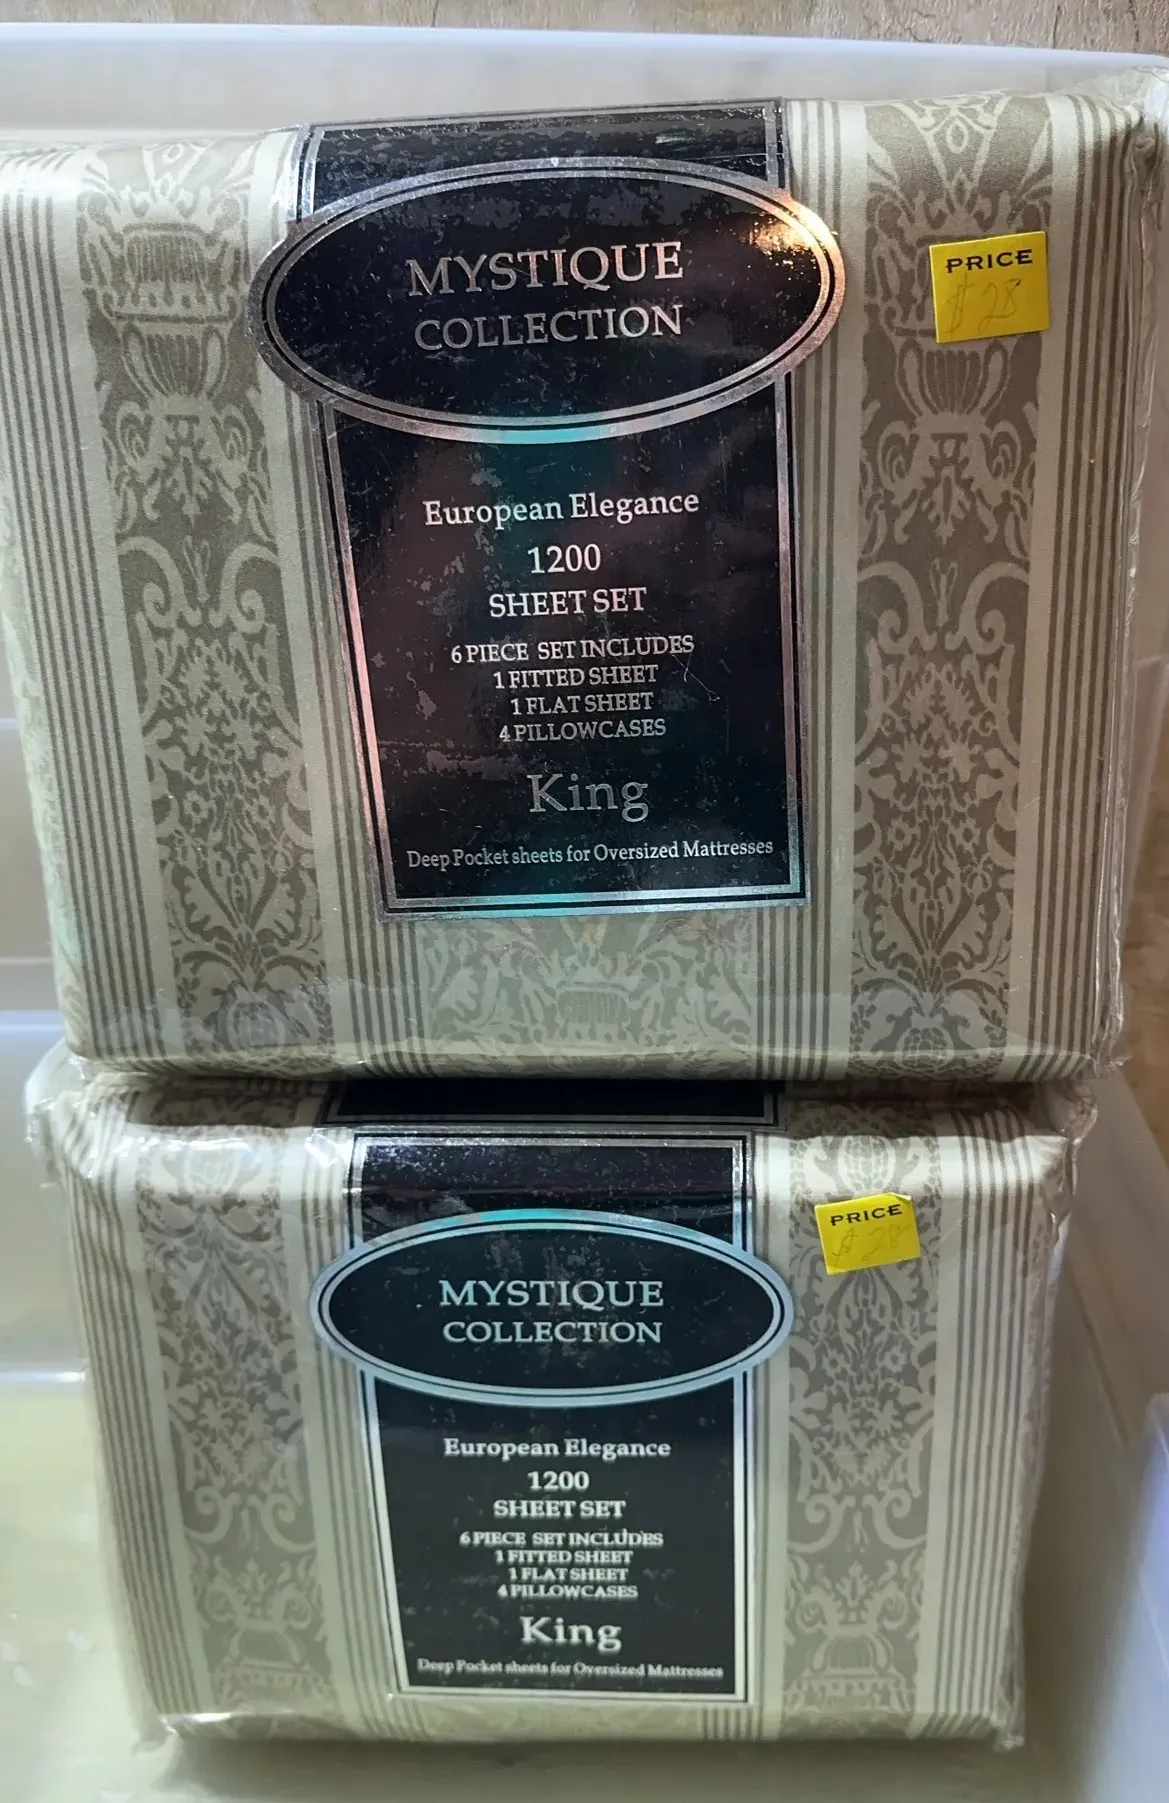 MYSTIQUE
COLLECTION
PRICE
$ 28
European Elegance
1200
SHEET SET
6 PIECE SET INCLUDES
1 FITTED SHEET
1 FLAT SHEET
4 PILLOWCASES
King
Deep Pocket sheets for Oversized Mattresses
MYSTIQUE
COLLECTION
PRICE
$ 28
European Elegance
1200
SHEET SET
6 PIECE SET INCLUDES
1 FITTED SHEET
1 FLAT SHEET
4 PILLOWCASES
King
Deep Pocket sheets for Oversized Mattresses